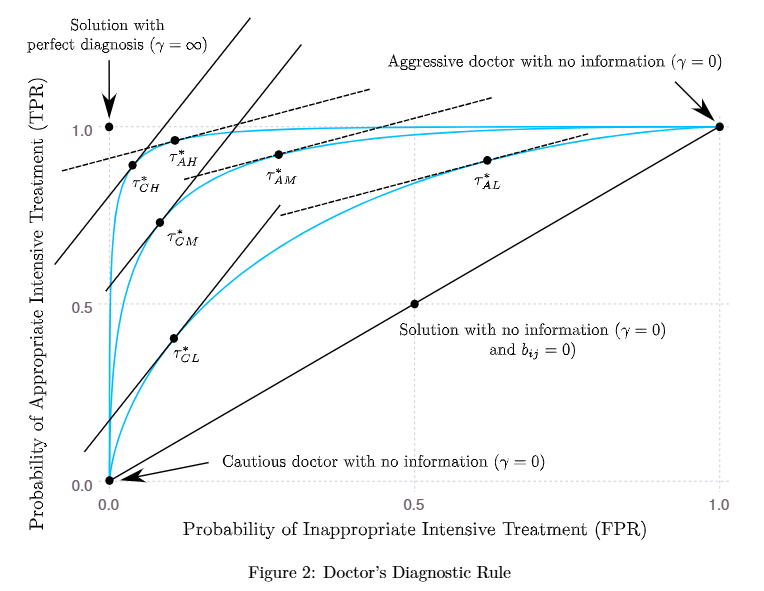 Solution with
perfect diagnosis (γ = ∞)
Aggressive doctor with no information (γ = 0)
Probability of Appropriate Intensive Treatment (TPR)
1.0
τ*AH
τ*CH
τ*AM
τ*AL
τ*CM
0.5
Solution with no information (γ = 0)
and bij = 0)
τ*CL
Cautious doctor with no information (γ = 0)
0.0
0.0
0.5
1.0
Probability of Inappropriate Intensive Treatment (FPR)
Figure 2: Doctor's Diagnostic Rule